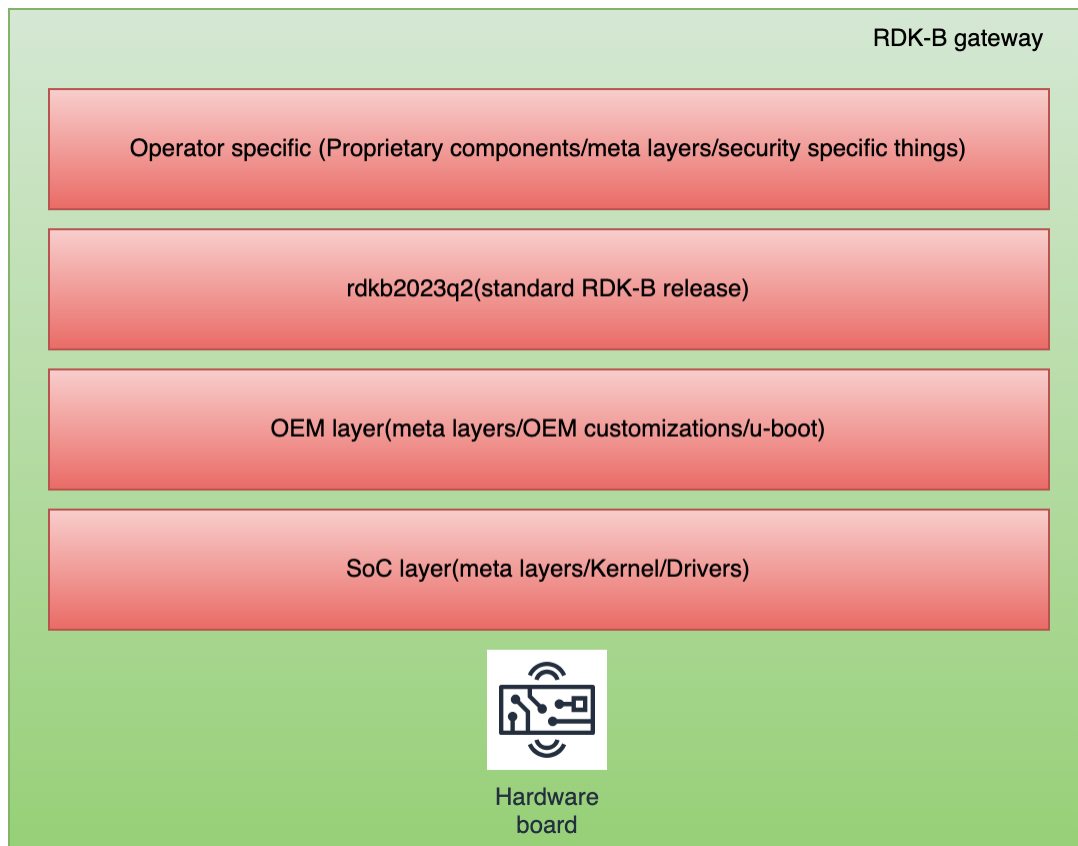 RDK-B gateway
Operator specific (Proprietary components/meta layers/security specific things)
rdkb2023q2(standard RDK-B release)
OEM layer(meta layers/OEM customizations/u-boot)
SoC layer(meta layers/Kernel/Drivers)
Hardware
board